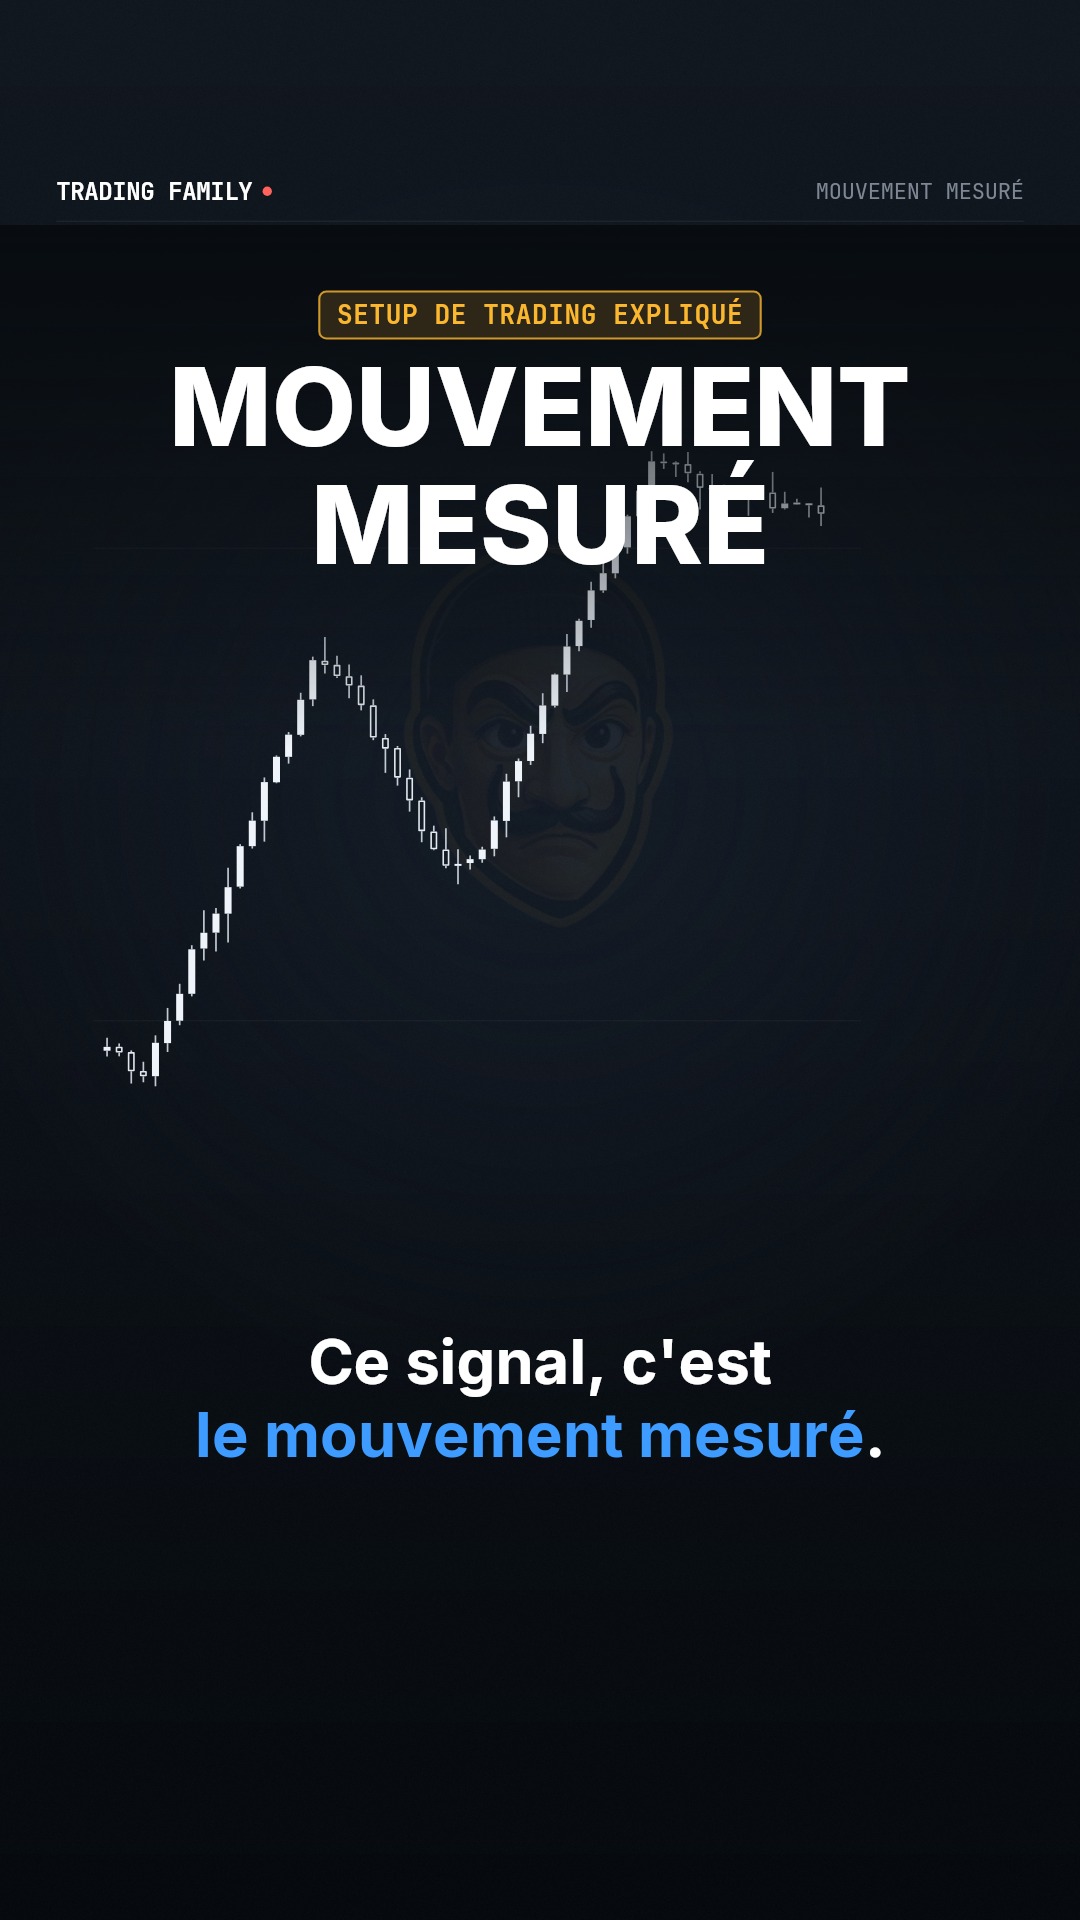 TRADING FAMILY
MOUVEMENT MESURÉ
SETUP DE TRADING EXPLIQUÉ
MOUVEMENT
MESURÉ
Ce signal, c'est
le mouvement mesuré.